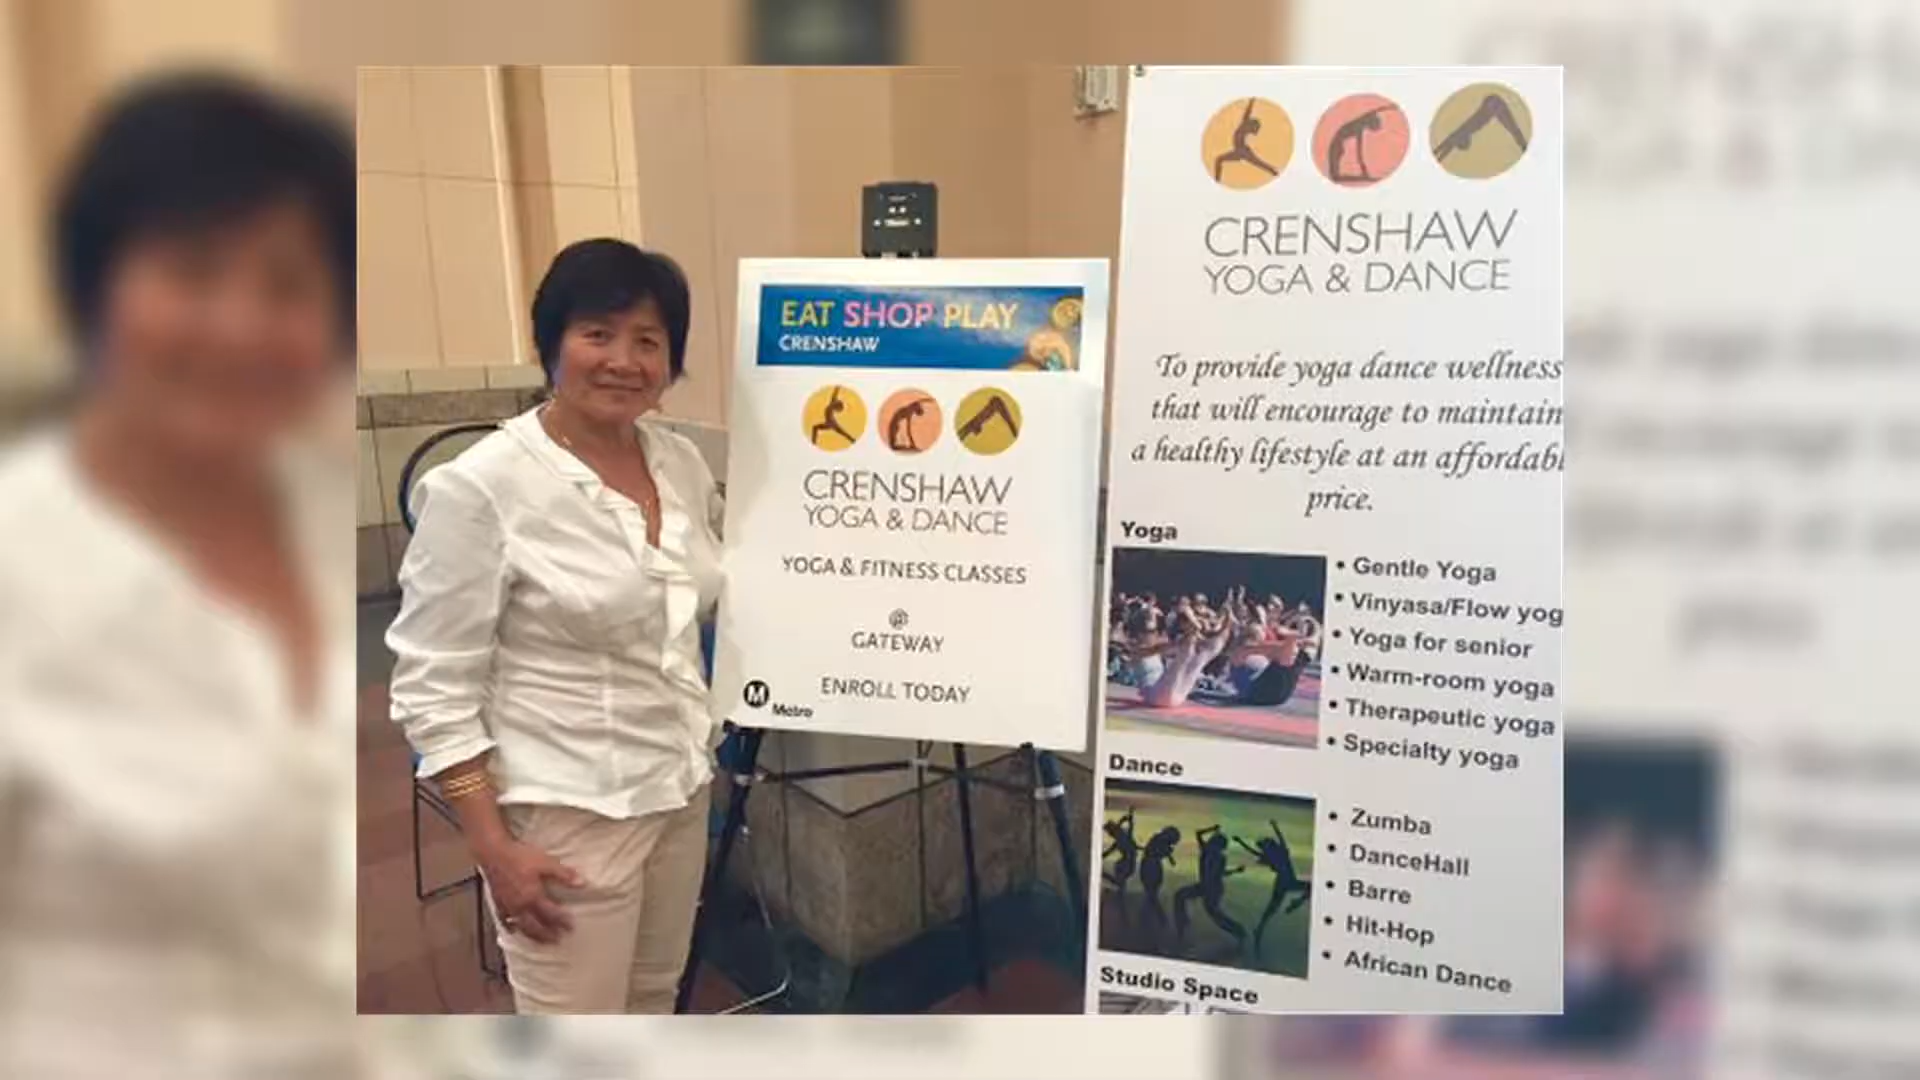 EAT SHOP PLAY
CRENSHAW
CRENSHAW
YOGA & DANCE
YOGA & FITNESS CLASSES
@
GATEWAY
ENROLL TODAY
M
Metro
CRENSHAW
YOGA & DANCE
To provide yoga dance wellness
that will encourage to maintain
a healthy lifestyle at an affordabl
price.
Yoga
• Gentle Yoga
• Vinyasa/Flow yog
• Yoga for senior
• Warm-room yoga
• Therapeutic yoga
• Specialty yoga
Dance
• Zumba
• DanceHall
• Barre
• Hit-Hop
• African Dance
Studio Space